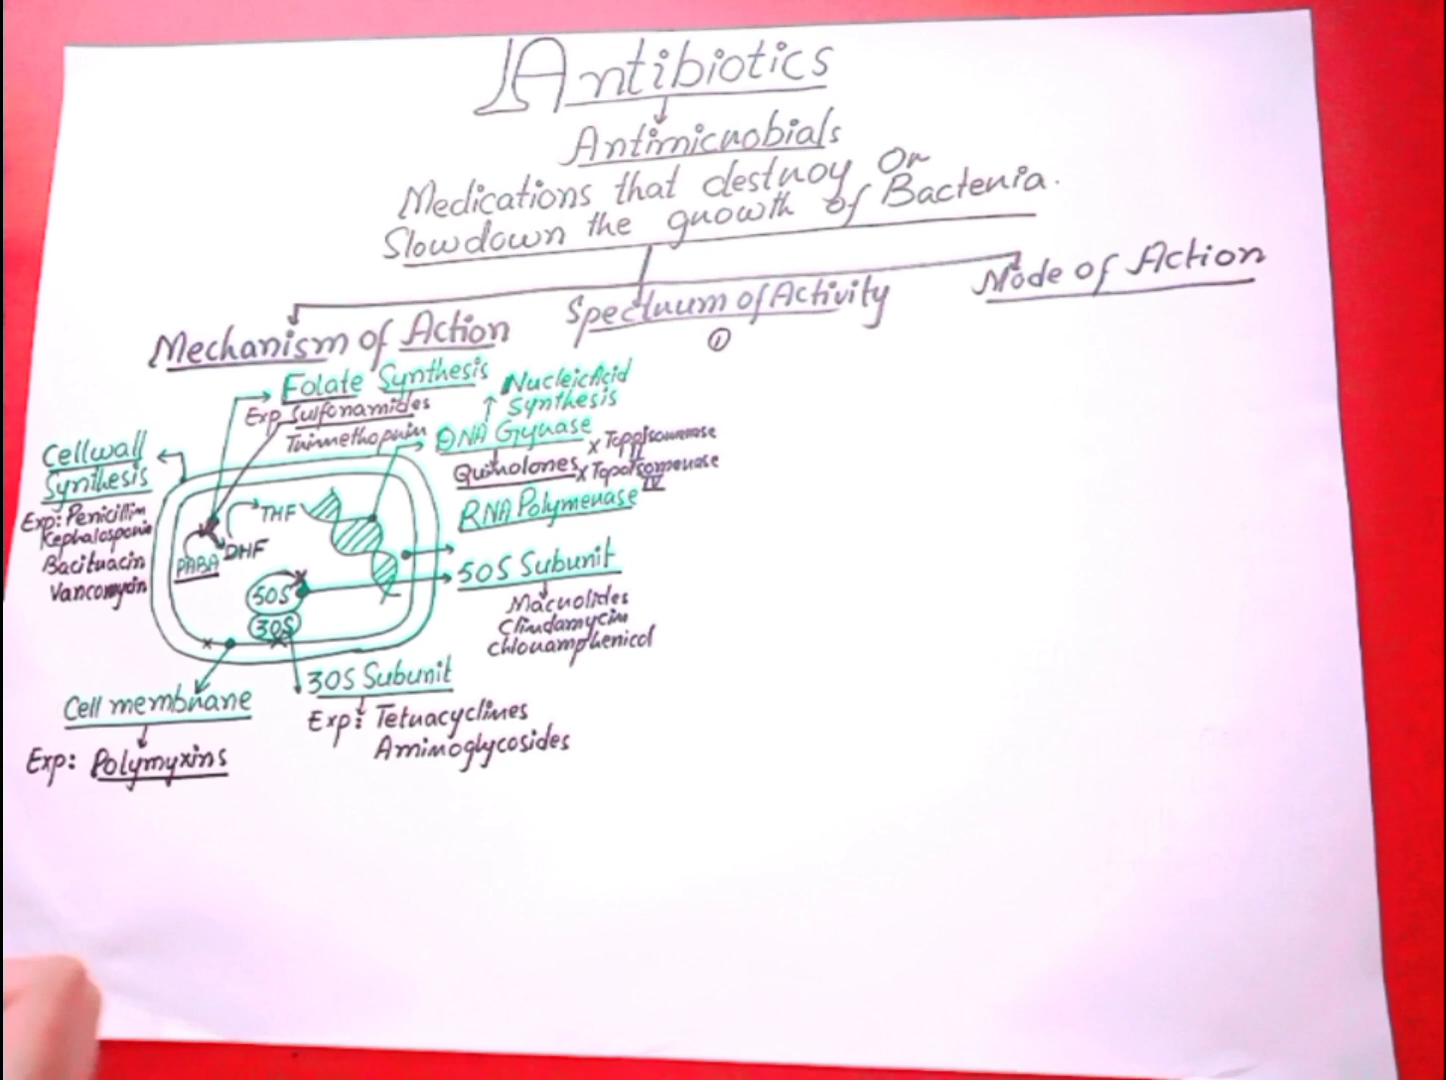 Antibiotics
Antimicrobials
Medications that destroy or
Slowdown the growth of Bacteria.
Mechanism of Action
Spectrum of Activity
①
Mode of Action
Folate Synthesis
Exp Sulfonamides
Trimethoprim
Nucleic Acid
Synthesis
DNA Gyrase
x Topoisomerase
II
Quinolones x Topoisomerase
IV
RNA Polymerase
Cellwall
Synthesis
Exp: Penicillin
Kephalosporin
Bacitracin
Vancomycin
THF
DHF
PABA
50S
30S
50S Subunit
Macrolides
Clindamycin
Chloramphenicol
30S Subunit
Exp: Tetracyclines
Aminoglycosides
Cell membrane
Exp: Polymyxins